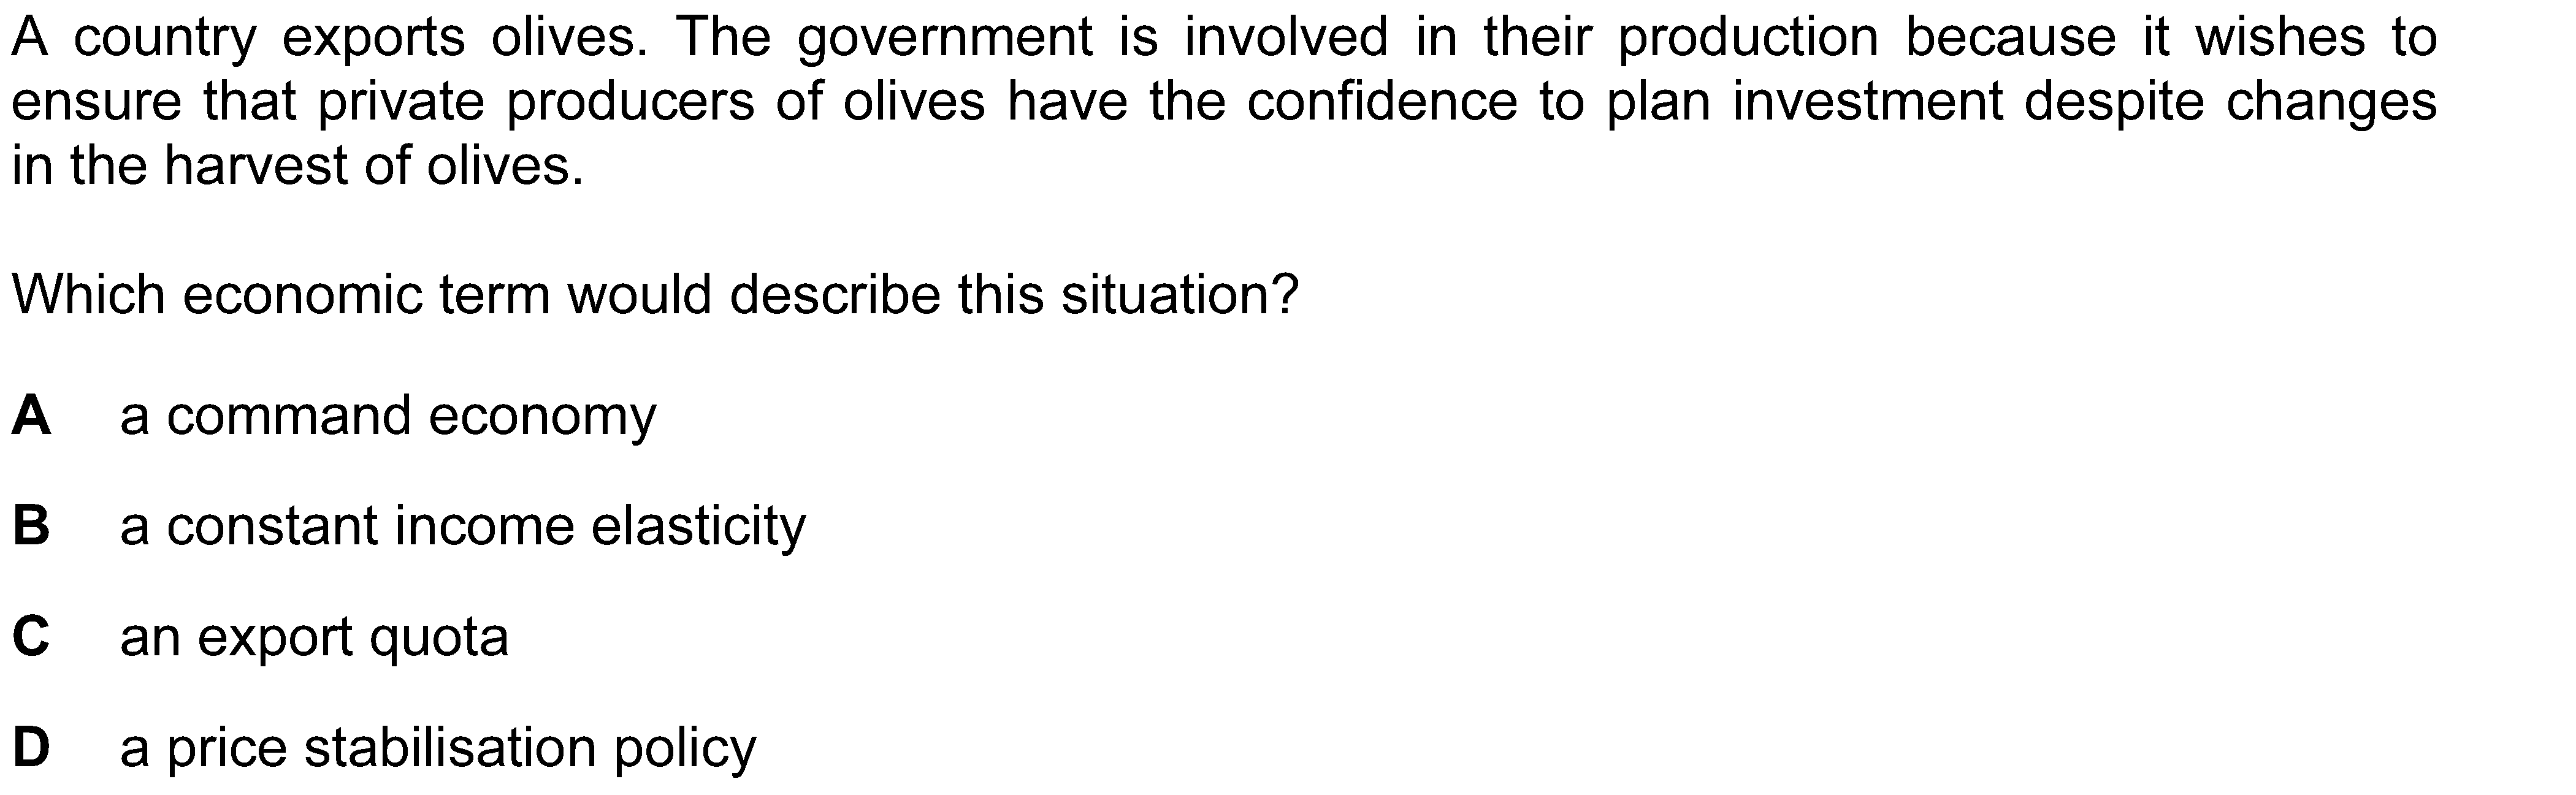 A country exports olives. The government is involved in their production because it wishes to
ensure that private producers of olives have the confidence to plan investment despite changes
in the harvest of olives.
Which economic term would describe this situation?
A a command economy
B a constant income elasticity
C an export quota
D a price stabilisation policy